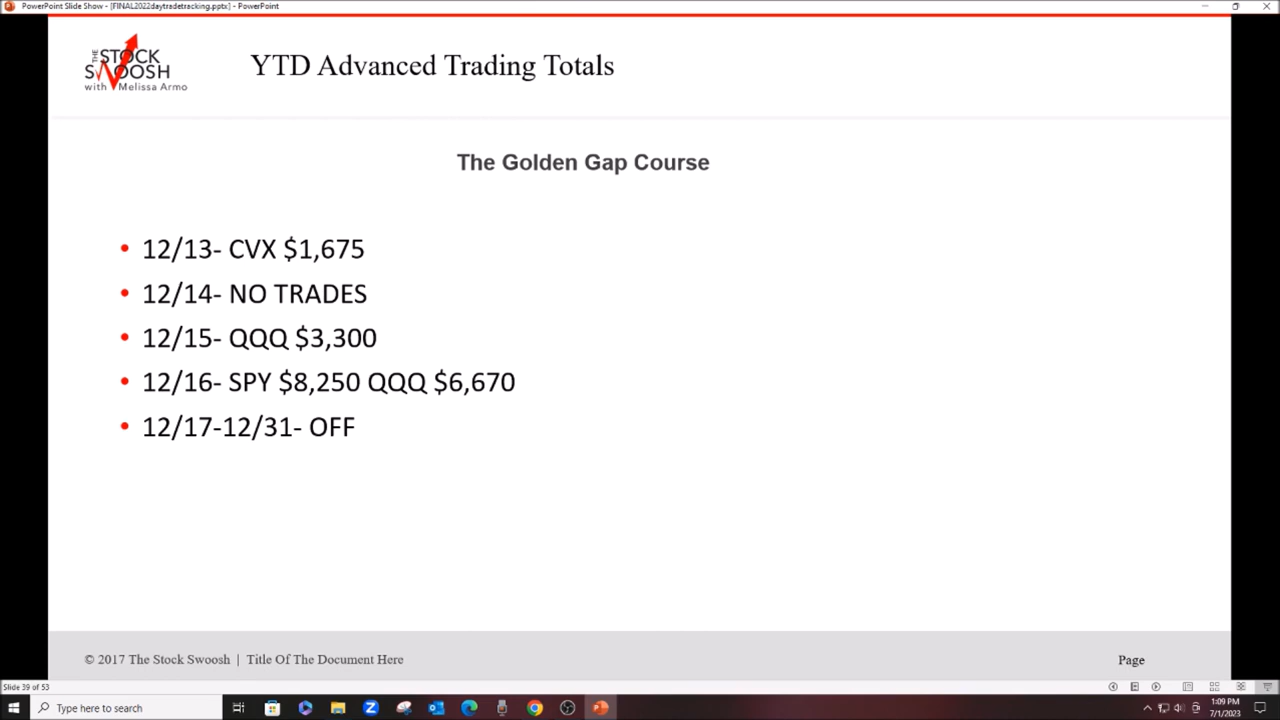 PowerPoint Slide Show - [FINAL2022daytradetracking.pptx] - PowerPoint
THE STOCK
SWOOSH
with Melissa Armo
YTD Advanced Trading Totals
The Golden Gap Course
• 12/13- CVX $1,675
• 12/14- NO TRADES
• 12/15- QQQ $3,300
• 12/16- SPY $8,250 QQQ $6,670
• 12/17-12/31- OFF
© 2017 The Stock Swoosh | Title Of The Document Here
Page
Slide 39 of 53
Type here to search
1:09 PM
7/1/2023